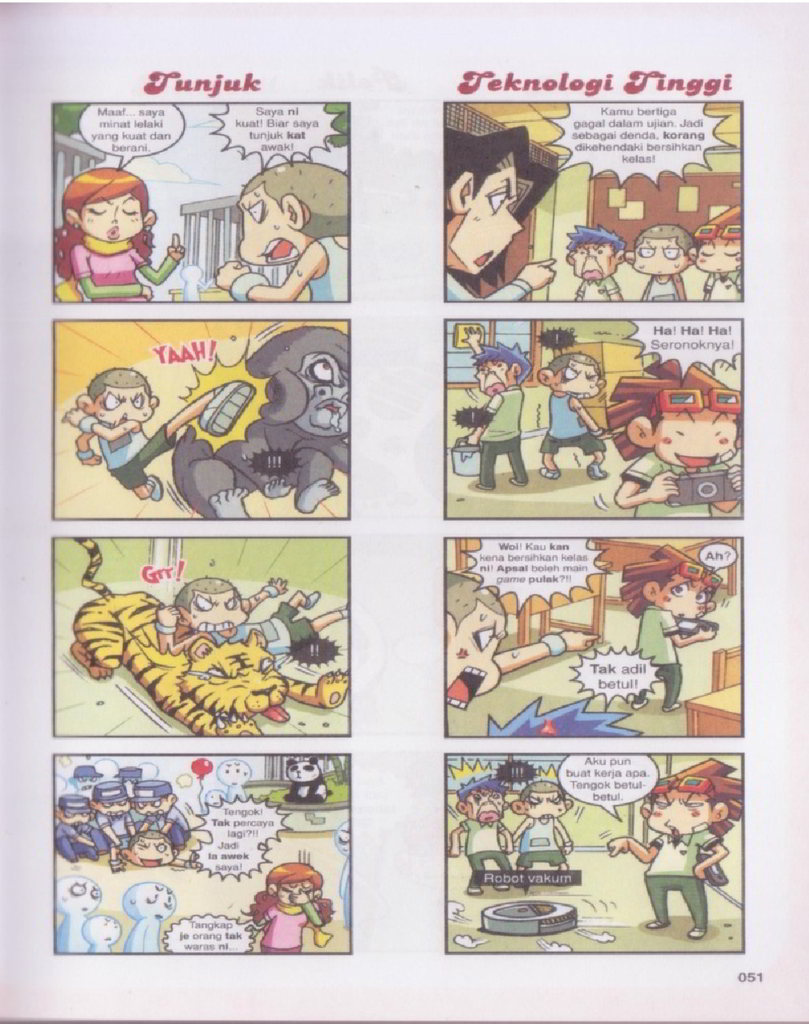 Tunjuk
Maaf... saya
minat lelaki
yang kuat dan
berani.
Saya ni
kuat! Biar saya
tunjuk kat
awak!
YAAH!
!!!
Grr!
!!
Tengok!
Tak percaya
lagi?!!
Jadi
la awek
saya!
Tangkap
je orang tak
waras ni...
Teknologi Tinggi
Kamu bertiga
gagal dalam ujian. Jadi
sebagai denda, korang
dikehendaki bersihkan
kelas!
!
!
Ha! Ha! Ha!
Seronoknya!
Woi! Kau kan
kena bersihkan kelas
ni! Apsal boleh main
game pulak?!!
Ah?
Tak adil
betul!
!!!
Aku pun
buat kerja apa.
Tengok betul-
betul.
Robot vakum
051